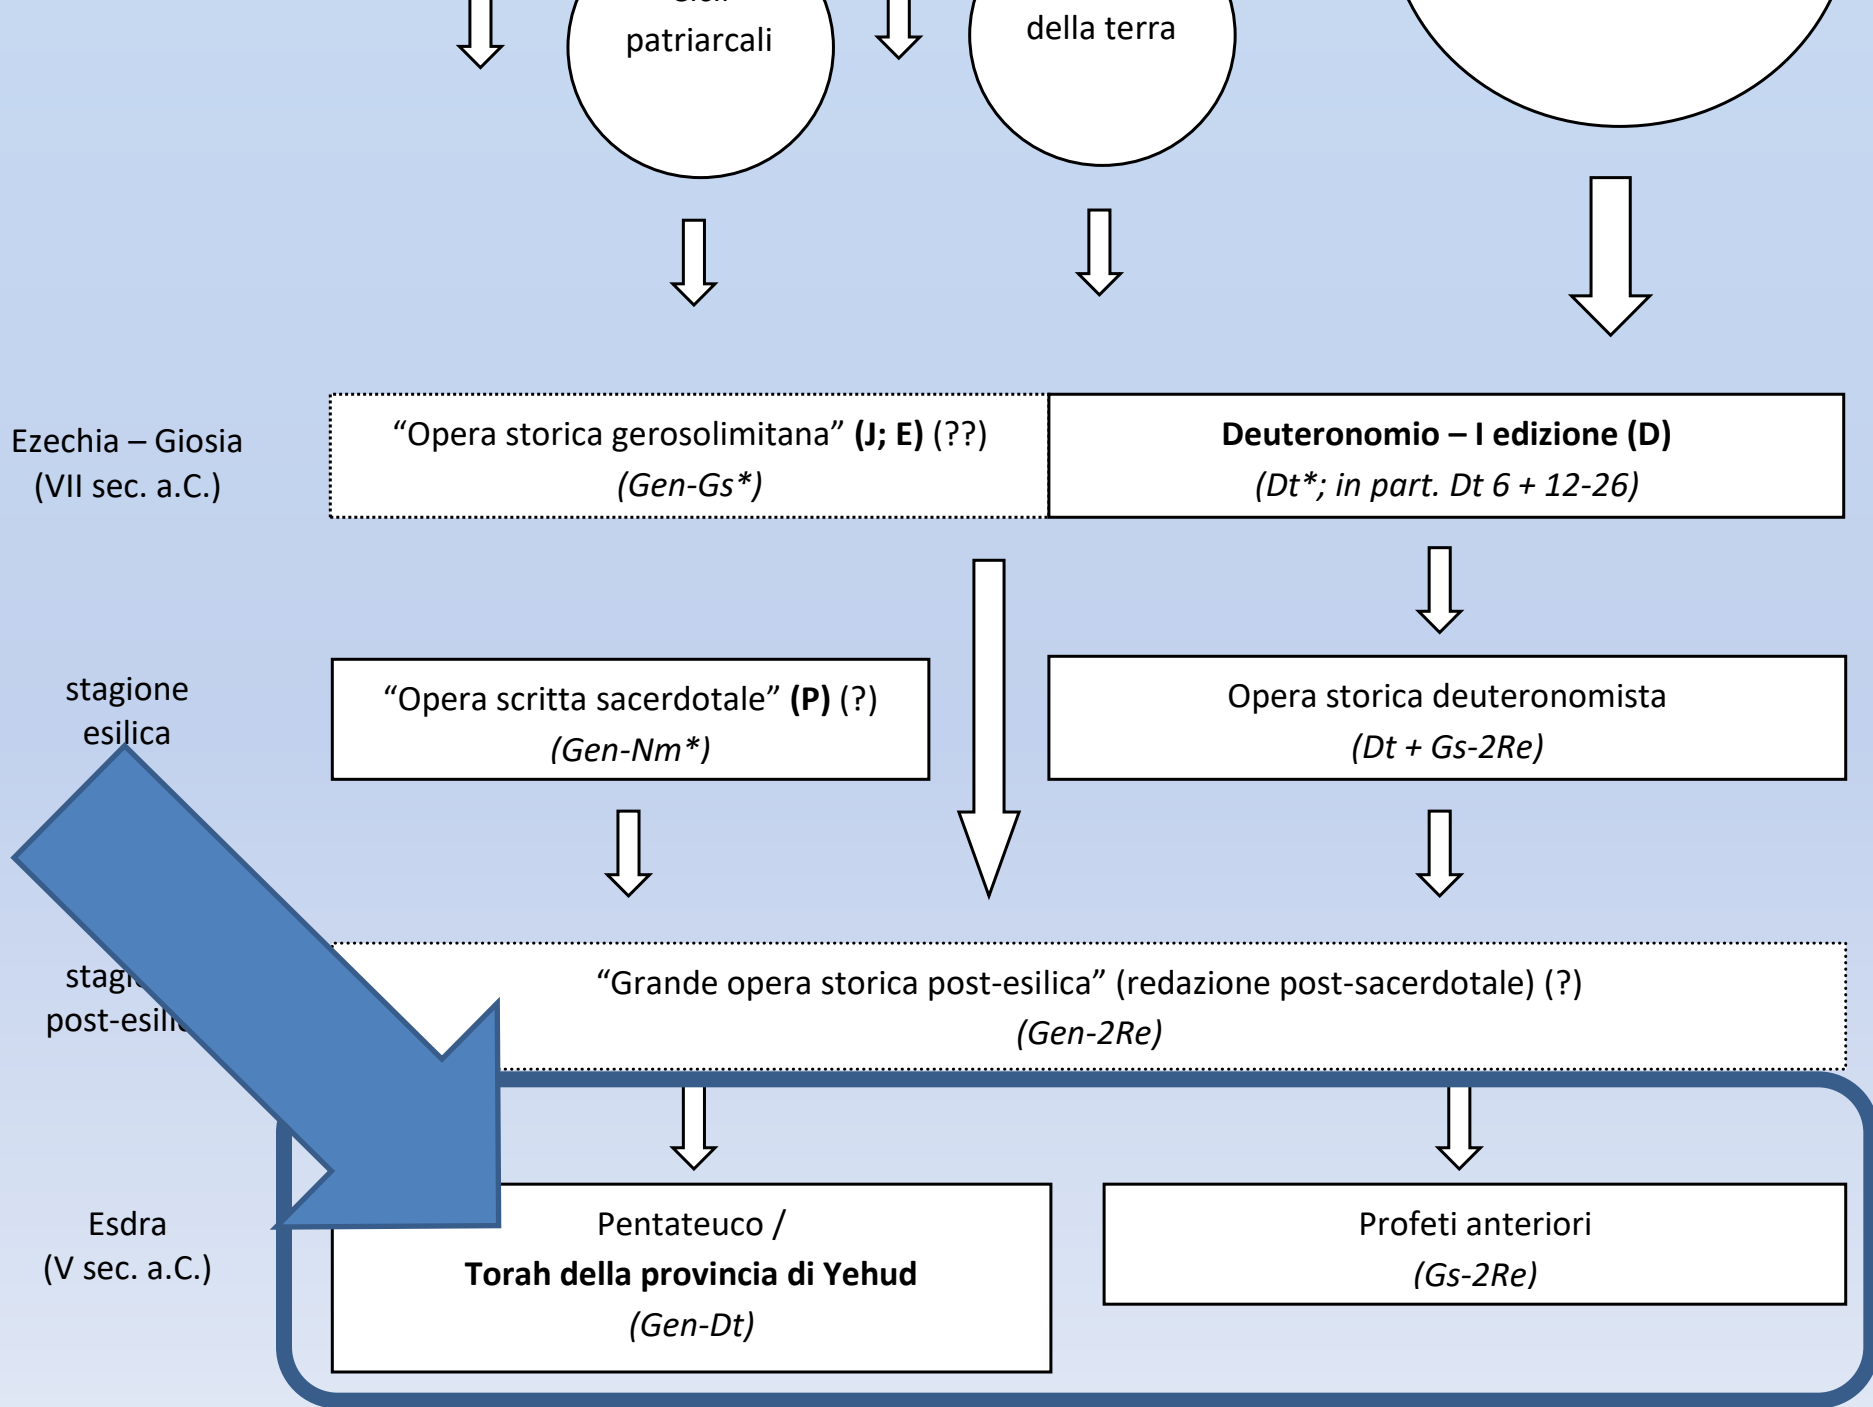 patriarcali
della terra
Ezechia – Giosia
(VII sec. a.C.)
“Opera storica gerosolimitana” (J; E) (??)
(Gen-Gs*)
Deuteronomio – I edizione (D)
(Dt*; in part. Dt 6 + 12-26)
stagione
esilica
“Opera scritta sacerdotale” (P) (?)
(Gen-Nm*)
Opera storica deuteronomista
(Dt + Gs-2Re)
“Grande opera storica post-esilica” (redazione post-sacerdotale) (?)
(Gen-2Re)
Esdra
(V sec. a.C.)
Pentateuco /
Torah della provincia di Yehud
(Gen-Dt)
Profeti anteriori
(Gs-2Re)